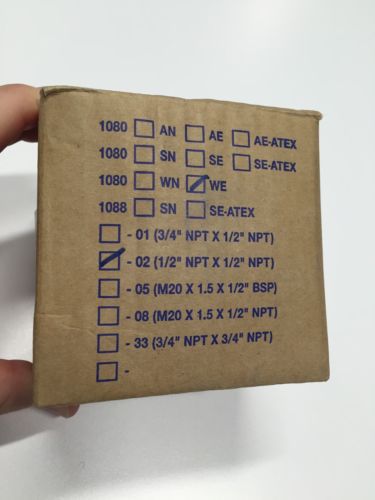 1080 ☐ AN ☐ AE ☐ AE-ATEX
1080 ☐ SN ☐ SE ☐ SE-ATEX
1080 ☐ WN ☑ WE
1088 ☐ SN ☐ SE-ATEX
☐ - 01 (3/4" NPT X 1/2" NPT)
☑ - 02 (1/2" NPT X 1/2" NPT)
☐ - 05 (M20 X 1.5 X 1/2" BSP)
☐ - 08 (M20 X 1.5 X 1/2" NPT)
☐ - 33 (3/4" NPT X 3/4" NPT)
☐ -